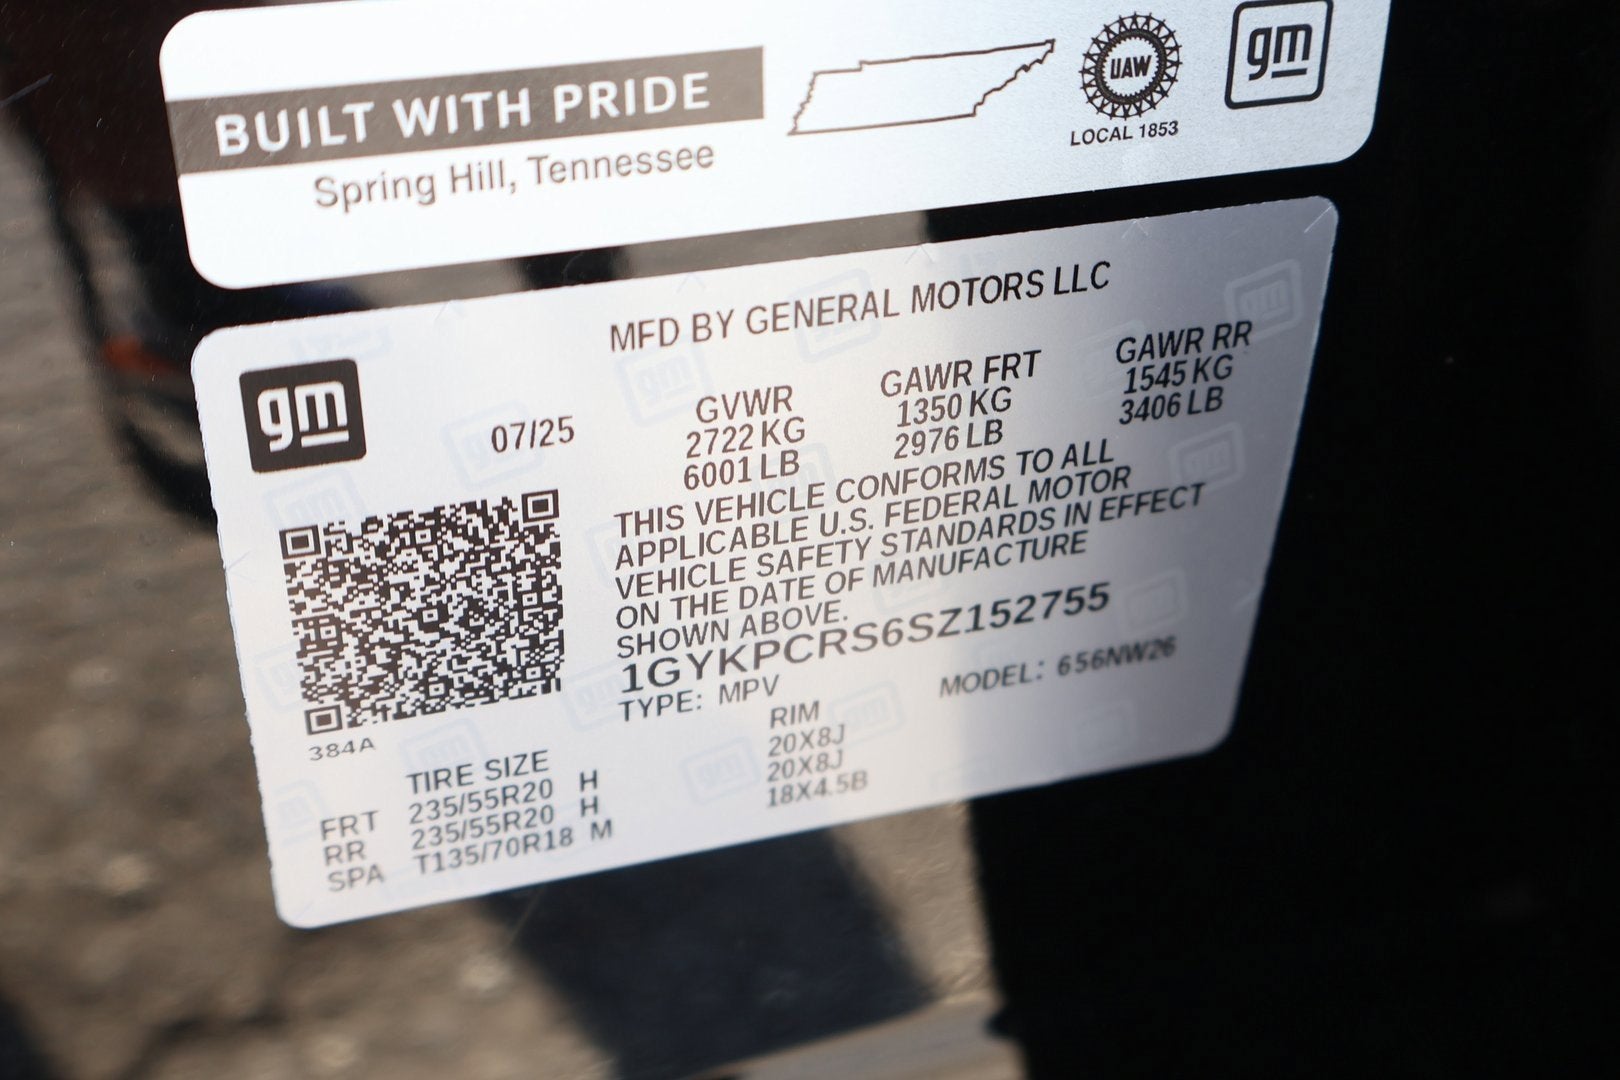 BUILT WITH PRIDE
Spring Hill, Tennessee
UAW
LOCAL 1853
gm
MFD BY GENERAL MOTORS LLC
gm
07/25
GVWR
2722 KG
6001 LB
GAWR FRT
1350 KG
2976 LB
GAWR RR
1545 KG
3406 LB
THIS VEHICLE CONFORMS TO ALL
APPLICABLE U.S. FEDERAL MOTOR
VEHICLE SAFETY STANDARDS IN EFFECT
ON THE DATE OF MANUFACTURE
SHOWN ABOVE.
1GYKPCRS6SZ152755
TYPE: MPV MODEL: 656NW26
384A
TIRE SIZE RIM
FRT 235/55R20 H 20X8J
RR 235/55R20 H 20X8J
SPA T135/70R18 M 18X4.5B